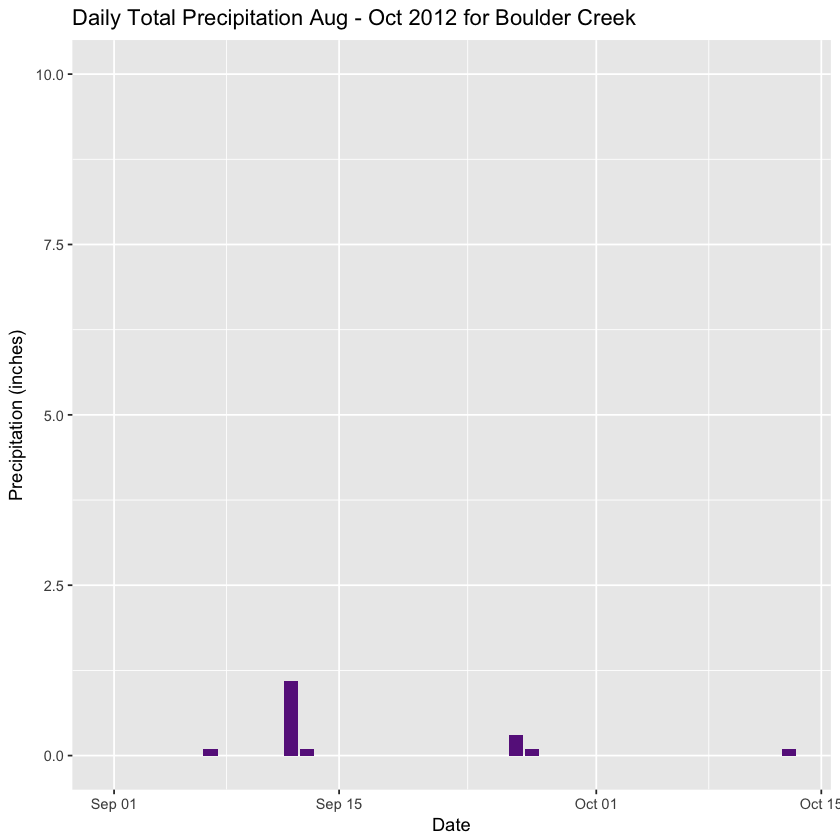 Daily Total Precipitation Aug - Oct 2012 for Boulder Creek
Precipitation (inches)
10.0
7.5
5.0
2.5
0.0
Sep 01 Sep 15 Oct 01 Oct 15
Date